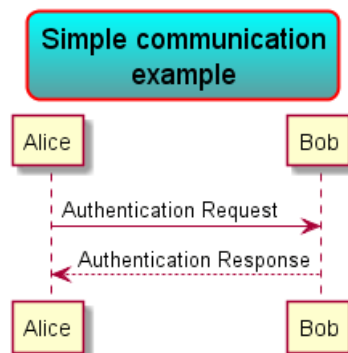 Simple communication
example
Alice
Bob
Authentication Request
Authentication Response
Alice
Bob